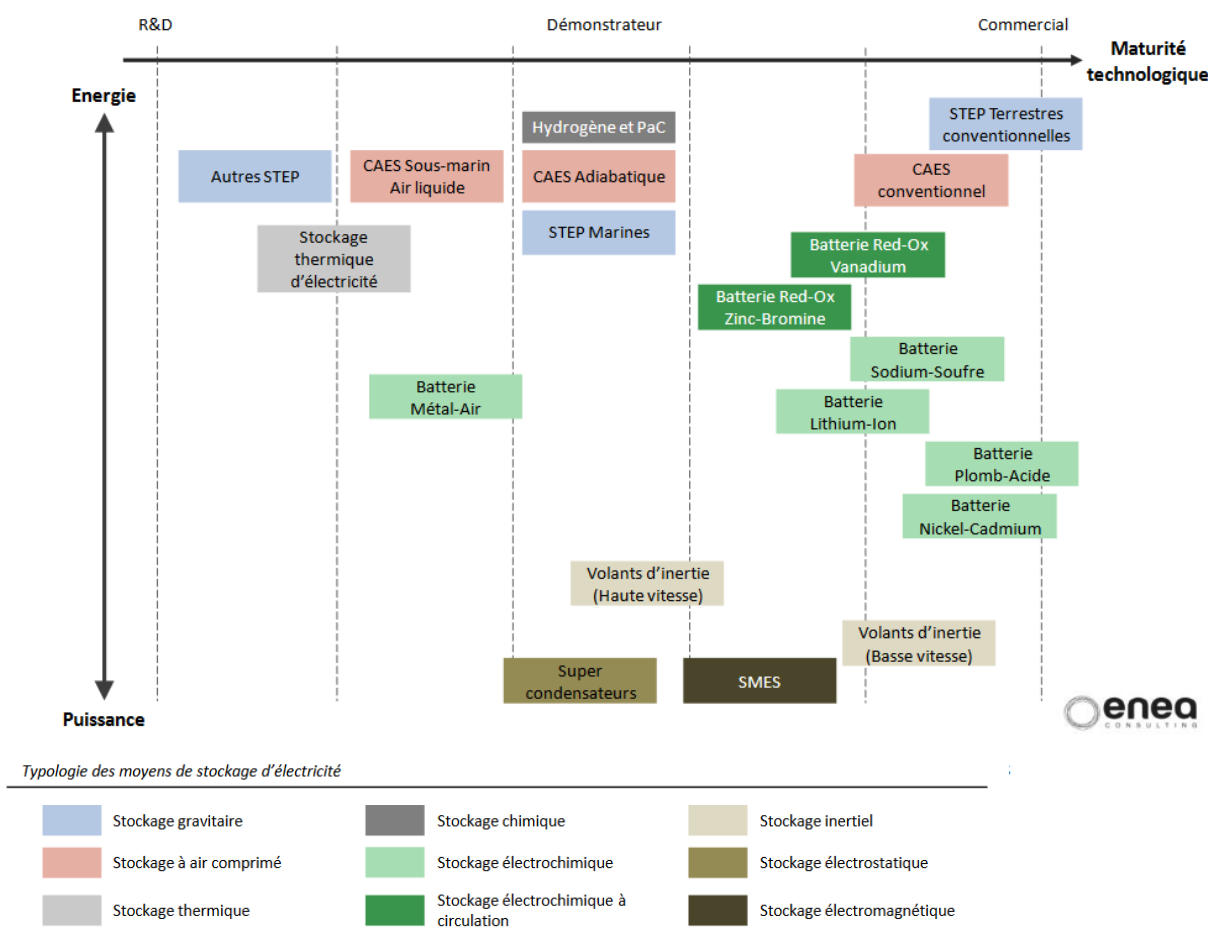 R&D
Démonstrateur
Commercial
Maturité
technologique
Energie
STEP Terrestres
conventionnelles
Hydrogène et PaC
Autres STEP
CAES Sous-marin
Air liquide
CAES Adiabatique
CAES
conventionnel
STEP Marines
Stockage
thermique
d'électricité
Batterie Red-Ox
Vanadium
Batterie Red-Ox
Zinc-Bromine
Batterie
Sodium-Soufre
Batterie
Métal-Air
Batterie
Lithium-Ion
Batterie
Plomb-Acide
Batterie
Nickel-Cadmium
Volants d'inertie
(Haute vitesse)
Volants d'inertie
(Basse vitesse)
Super
condensateurs
SMES
Puissance
enea
CONSULTING
Typologie des moyens de stockage d'électricité
Stockage gravitaire
Stockage chimique
Stockage inertiel
Stockage à air comprimé
Stockage électrochimique
Stockage électrostatique
Stockage thermique
Stockage électrochimique à
circulation
Stockage électromagnétique